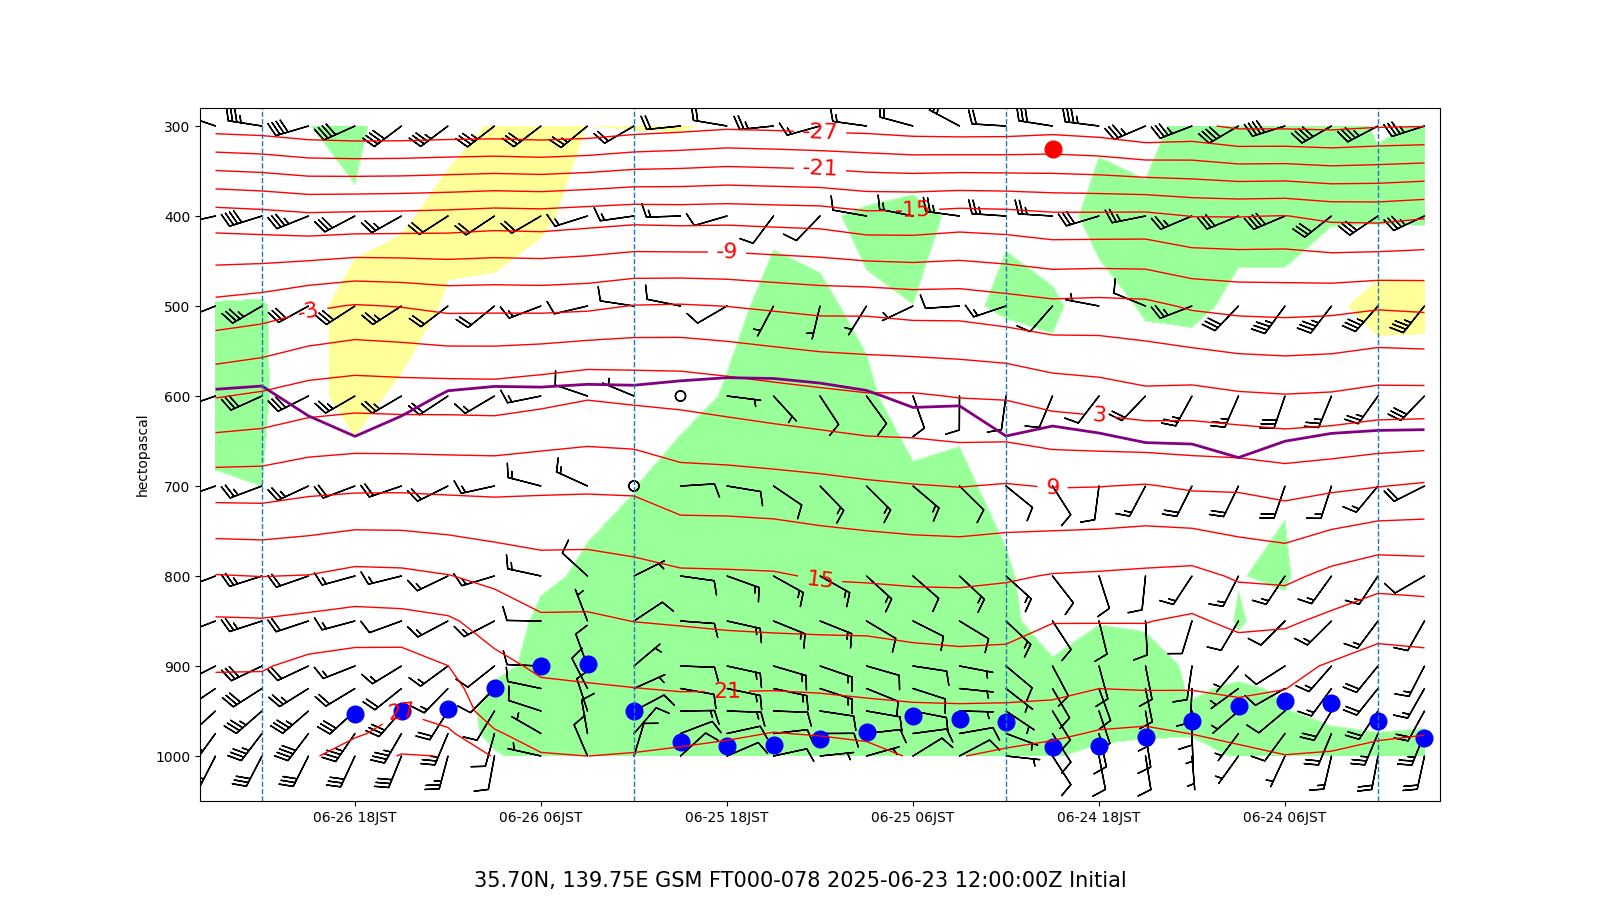 300
400
500
600
700
800
900
1000
hectopascal
-27
-21
-15
-9
-3
3
9
15
21
27
06-26 18JST
06-26 06JST
06-25 18JST
06-25 06JST
06-24 18JST
06-24 06JST
35.70N, 139.75E GSM FT000-078 2025-06-23 12:00:00Z Initial